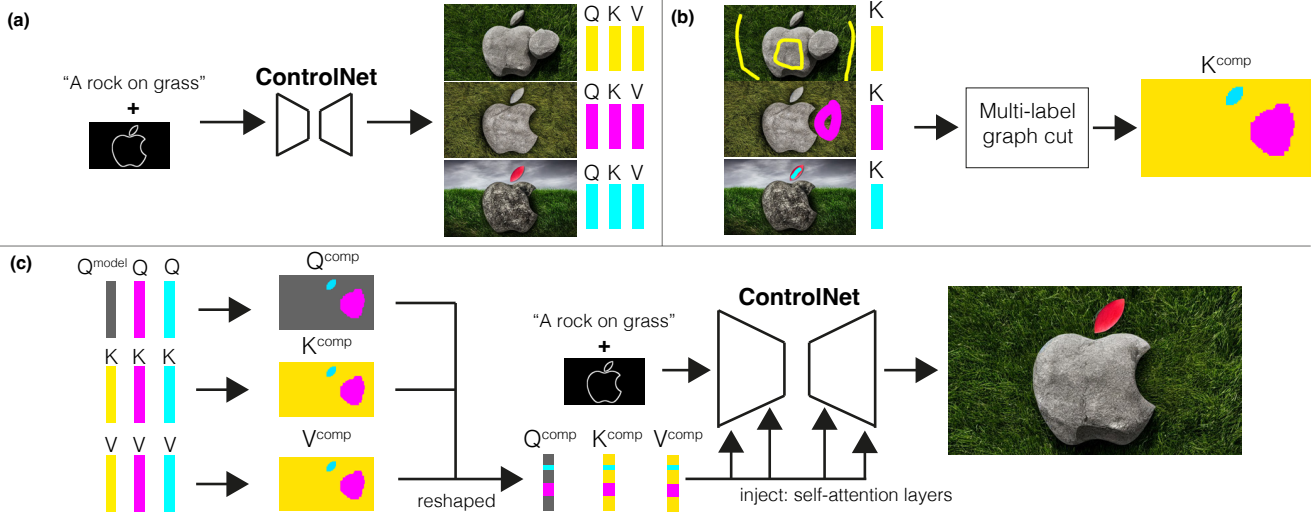 (a)
Q K V
"A rock on grass"
+
ControlNet
Q K V
Q K V
(b)
K
K
K
Multi-label
graph cut
K^comp
(c)
Q^model Q Q
Q^comp
K K K
K^comp
V V V
V^comp
reshaped
"A rock on grass"
+
ControlNet
Q^comp K^comp V^comp
inject: self-attention layers